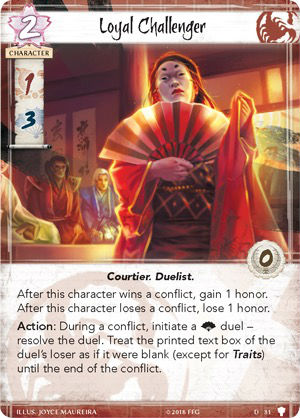 Loyal Challenger
2
CHARACTER
1
3
0
Courtier. Duelist.
After this character wins a conflict, gain 1 honor.
After this character loses a conflict, lose 1 honor.
Action: During a conflict, initiate a duel –
resolve the duel. Treat the printed text box of
the duel's loser as if it were blank (except for Traits)
until the end of the conflict.
ILLUS. JOYCE MAUREIRA
©2018 FFG
D 31